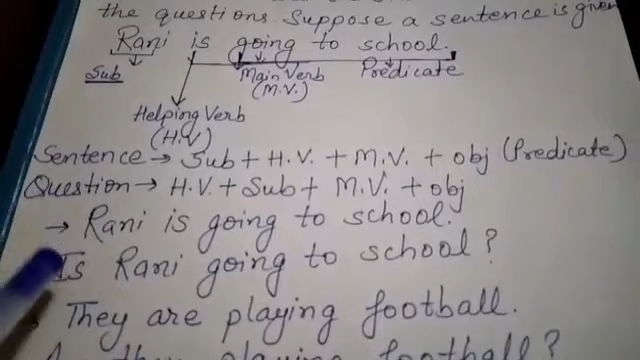 the questions. Suppose a sentence is given
Rani is going to school.
Sub Main Verb Predicate
(M.V.)
Helping Verb
(H.V)
Sentence → Sub + H.V. + M.V. + obj (Predicate)
Question → H.V. + Sub + M.V. + obj
→ Rani is going to school.
Is Rani going to school?
They are playing football.
playing football?